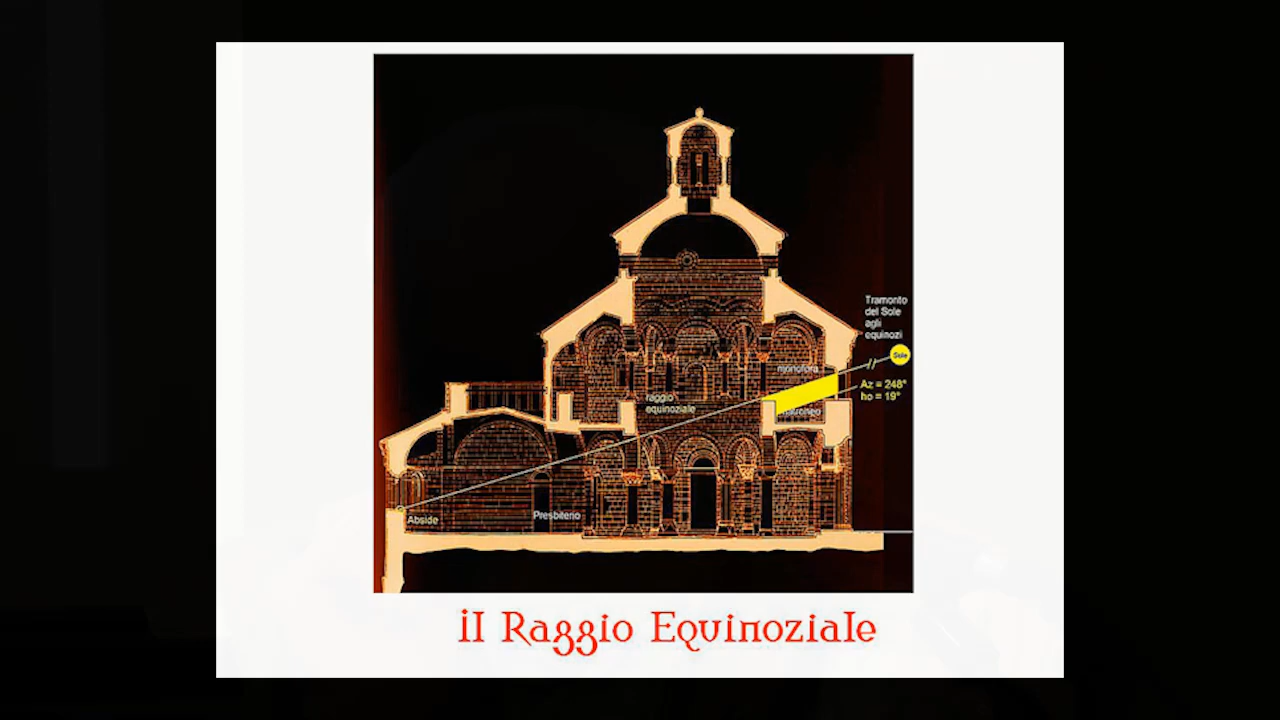 Tramonto
del Sole
agli
equinozi
Sole
monofora
Az = 248°
ho = 19°
raggio
equinoziale
matroneo
Abside
Presbiterio
il Raggio Equinoziale